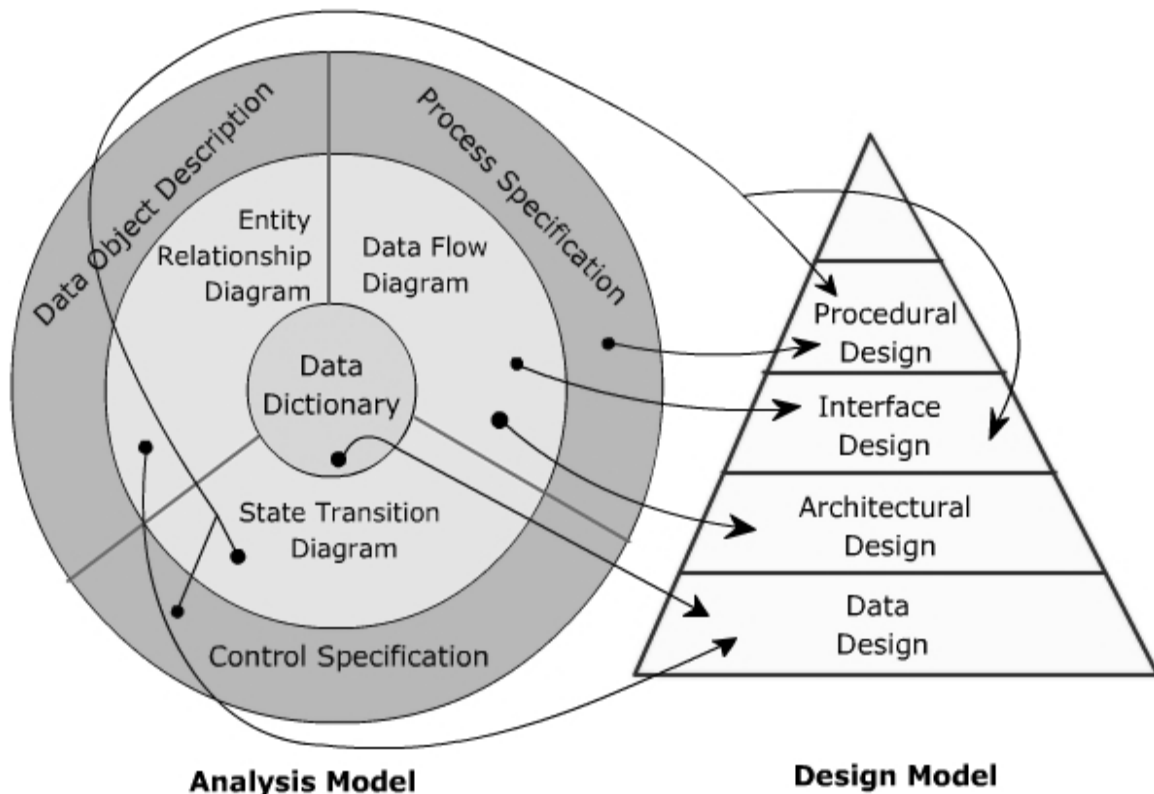 Data Object Description
Process Specification
Entity
Relationship
Diagram
Data Flow
Diagram
Data
Dictionary
State Transition
Diagram
Control Specification
Analysis Model
Procedural
Design
Interface
Design
Architectural
Design
Data
Design
Design Model